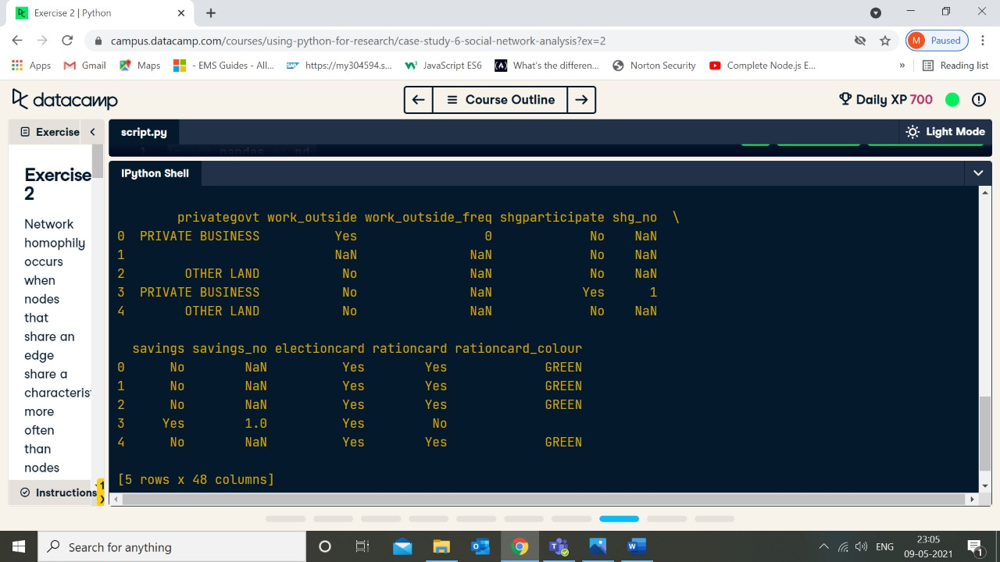 Exercise 2 | Python
campus.datacamp.com/courses/using-python-for-research/case-study-6-social-network-analysis?ex=2
M Paused
Apps Gmail Maps - EMS Guides - All... https://my304594.s... JavaScript ES6 What's the differen... Norton Security Complete Node.js E... » Reading list
datacamp
Course Outline
Daily XP 700
Exercise
script.py
Light Mode
1 import pandas as pd
IPython Shell
Exercise
2
Network
homophily
occurs
when
nodes
that
share an
edge
share a
characteris
more
often
than
nodes
Instructions
privategovt work_outside work_outside_freq shgparticipate shg_no \
0 PRIVATE BUSINESS Yes 0 No NaN
1 NaN NaN No NaN
2 OTHER LAND No NaN No NaN
3 PRIVATE BUSINESS No NaN Yes 1
4 OTHER LAND No NaN No NaN
savings savings_no electioncard rationcard rationcard_colour
0 No NaN Yes Yes GREEN
1 No NaN Yes Yes GREEN
2 No NaN Yes Yes GREEN
3 Yes 1.0 Yes No
4 No NaN Yes Yes GREEN
[5 rows x 48 columns]
Search for anything
ENG
23:05
09-05-2021
1